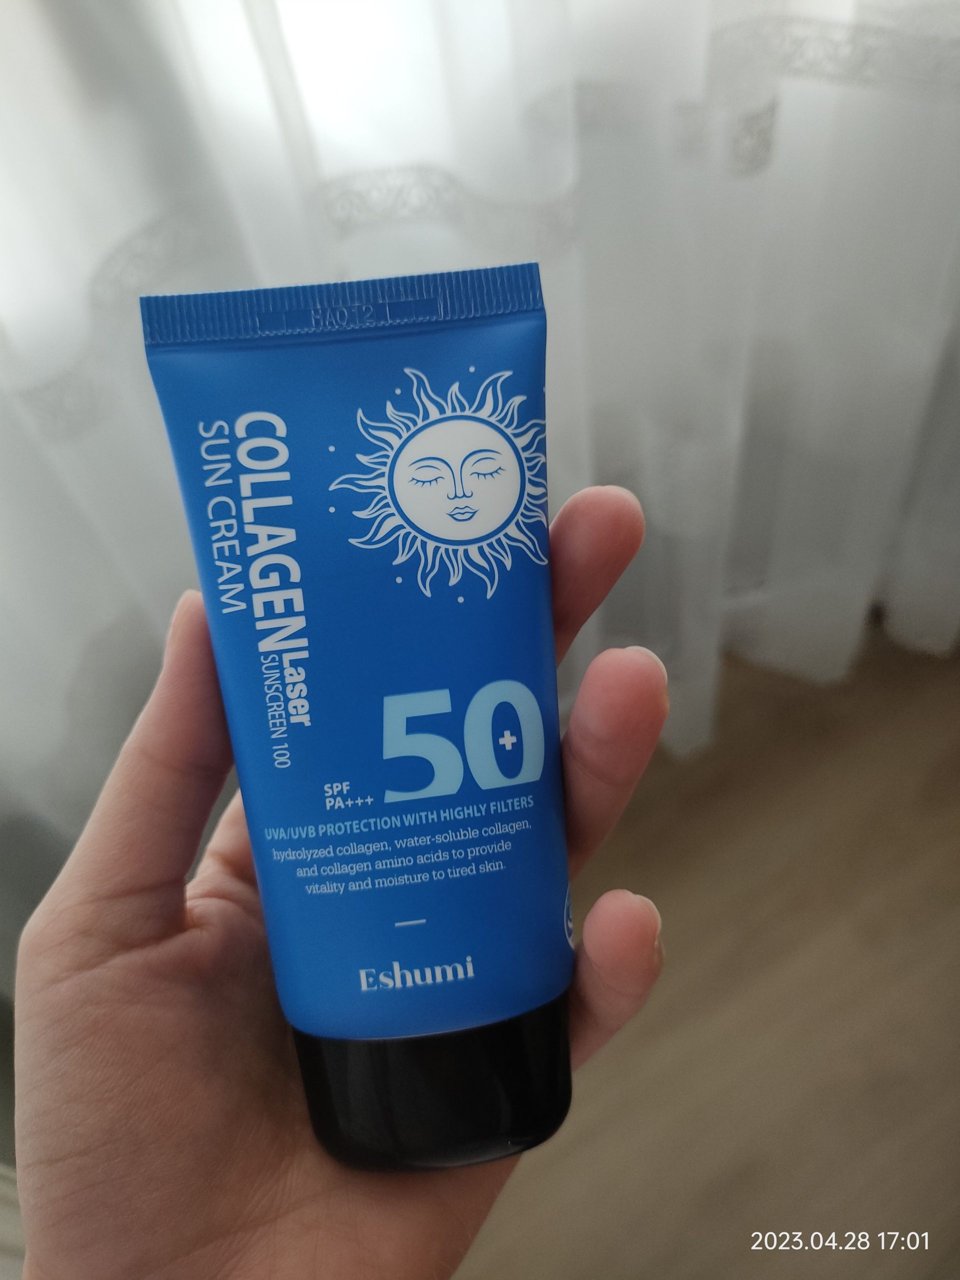 COLLAGEN Laser
SUN CREAM
SUNSCREEN 100
SPF
PA+++
50+
UVA/UVB PROTECTION WITH HIGHLY FILTERS
hydrolyzed collagen, water-soluble collagen,
and collagen amino acids to provide
vitality and moisture to tired skin.
Eshumi
2023.04.28 17:01